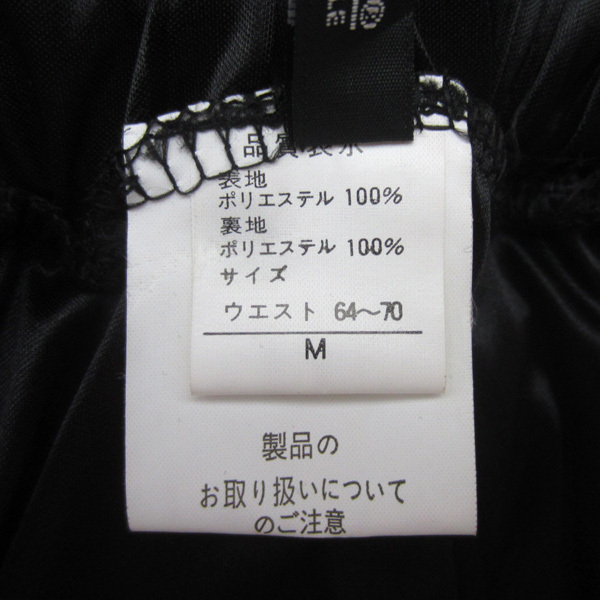 品質表示
表地
ポリエステル 100%
裏地
ポリエステル 100%
サイズ
ウエスト 64〜70
M
製品の
お取り扱いについて
のご注意